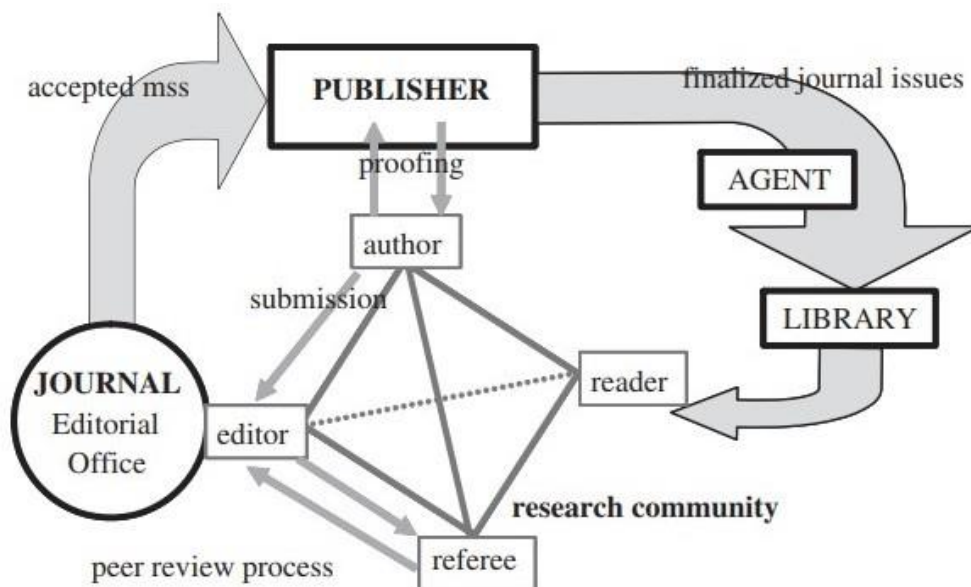 accepted mss
PUBLISHER
finalized journal issues
proofing
AGENT
author
submission
LIBRARY
JOURNAL
Editorial
Office
reader
editor
research community
referee
peer review process